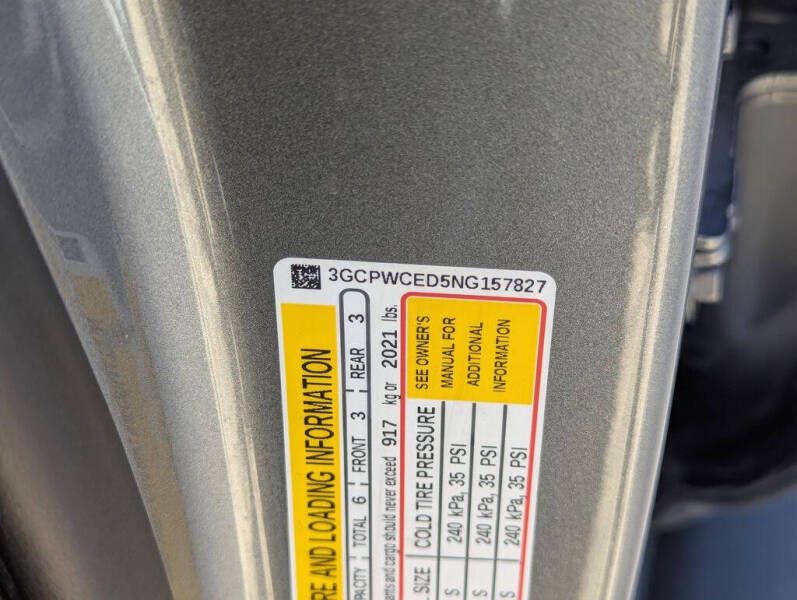 3GCPWCED5NG157827
RE AND LOADING INFORMATION
PACITY TOTAL 6 FRONT 3 REAR 3
ants and cargo should never exceed 917 kg or 2021 lbs.
SIZE COLD TIRE PRESSURE
S 240 kPa, 35 PSI
S 240 kPa, 35 PSI
S 240 kPa, 35 PSI
SEE OWNER'S
MANUAL FOR
ADDITIONAL
INFORMATION